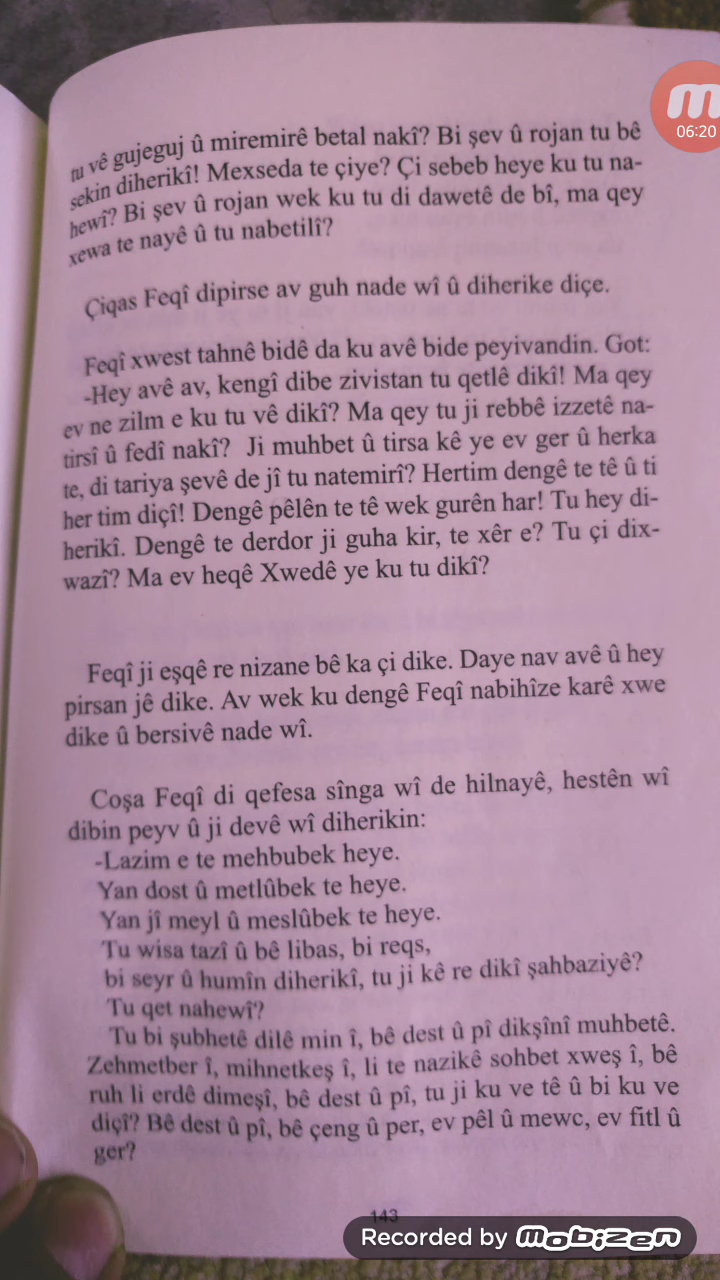 06:20
tu vê gujeguj û miremirê betal nakî? Bi şev û rojan tu bê
sekin diherikî! Mexseda te çiye? Çi sebeb heye ku tu na-
hewî? Bi şev û rojan wek ku tu di dawetê de bî, ma qey
xewa te nayê û tu nabetilî?
Çiqas Feqî dipirse av guh nade wî û diherike diçe.
Feqî xwest tahnê bidê da ku avê bide peyivandin. Got:
-Hey avê av, kengî dibe zivistan tu qetlê dikî! Ma qey
ev ne zilm e ku tu vê dikî? Ma qey tu ji rebbê izzetê na-
tirsî û fedî nakî? Ji muhbet û tirsa kê ye ev ger û herka
te, di tariya şevê de jî tu natemirî? Hertim dengê te tê û ti
her tim diçî! Dengê pêlên te tê wek gurên har! Tu hey di-
herikî. Dengê te derdor ji guha kir, te xêr e? Tu çi dix-
wazî? Ma ev heqê Xwedê ye ku tu dikî?
Feqî ji eşqê re nizane bê ka çi dike. Daye nav avê û hey
pirsan jê dike. Av wek ku dengê Feqî nabihîze karê xwe
dike û bersivê nade wî.
Coşa Feqî di qefesa sînga wî de hilnayê, hestên wî
dibin peyv û ji devê wî diherikin:
-Lazim e te mehbubek heye.
Yan dost û metlûbek te heye.
Yan jî meyl û meslûbek te heye.
Tu wisa tazî û bê libas, bi reqs,
bi seyr û humîn diherikî, tu ji kê re dikî şahbaziyê?
Tu qet nahewî?
Tu bi şubhetê dilê min î, bê dest û pî dikşînî muhbetê.
Zehmetber î, mihnetkeş î, li te nazikê sohbet xweş î, bê
ruh li erdê dimeşî, bê dest û pî, tu ji ku ve tê û bi ku ve
diçî? Bê dest û pî, bê çeng û per, ev pêl û mewc, ev fitl û
ger?
143
Recorded by mobizen